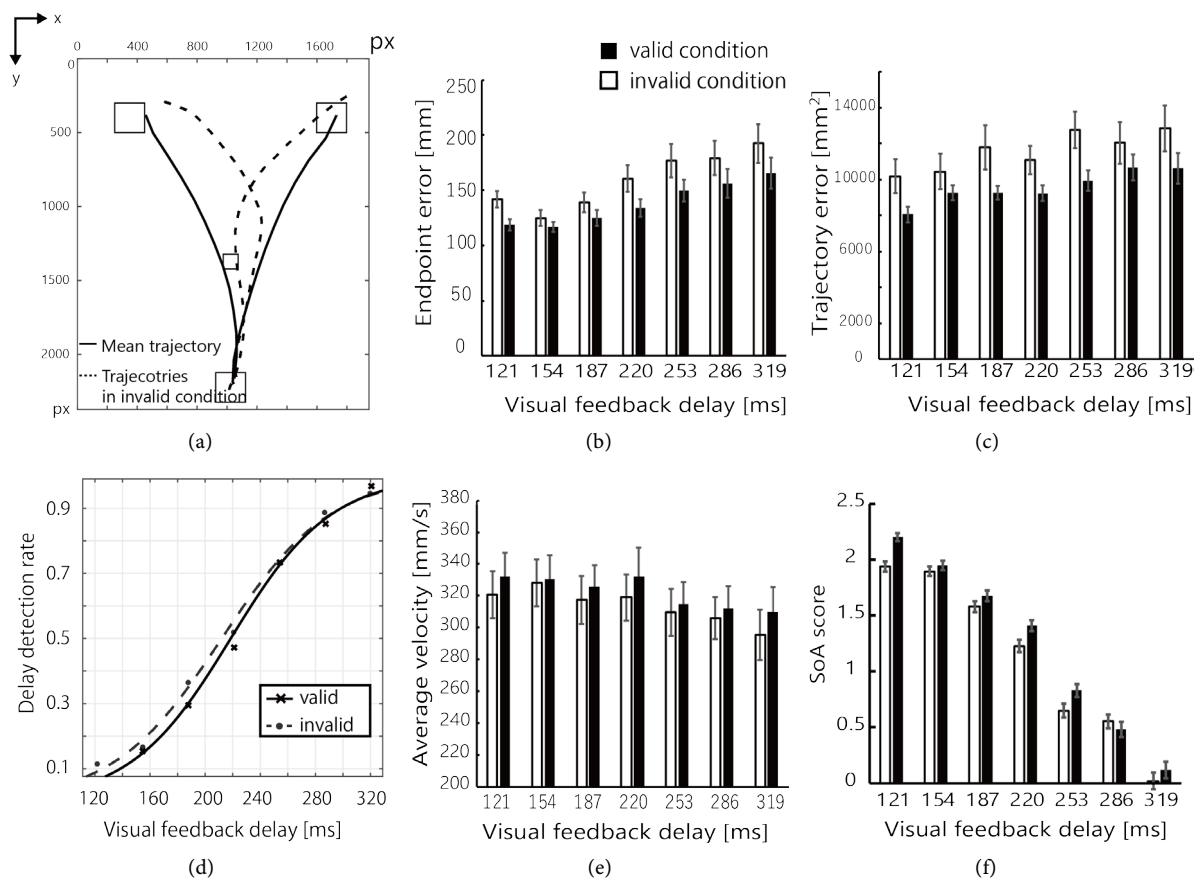 x
0 400 800 1200 1600 px
y
0
500
1000
1500
2000
px
Mean trajectory
Trajecotries
in invalid condition
(a)
valid condition
invalid condition
Endpoint error [mm]
250
200
150
100
50
0
121 154 187 220 253 286 319
Visual feedback delay [ms]
(b)
Trajectory error [mm²]
14000
10000
6000
2000
0
121 154 187 220 253 286 319
Visual feedback delay [ms]
(c)
Delay detection rate
0.9
0.7
0.5
0.3
0.1
valid
invalid
120 160 200 240 280 320
Visual feedback delay [ms]
(d)
Average velocity [mm/s]
380
360
340
320
300
280
260
240
220
200
121 154 187 220 253 286 319
Visual feedback delay [ms]
(e)
SoA score
2.5
2
1.5
1
0.5
0
121 154 187 220 253 286 319
Visual feedback delay [ms]
(f)